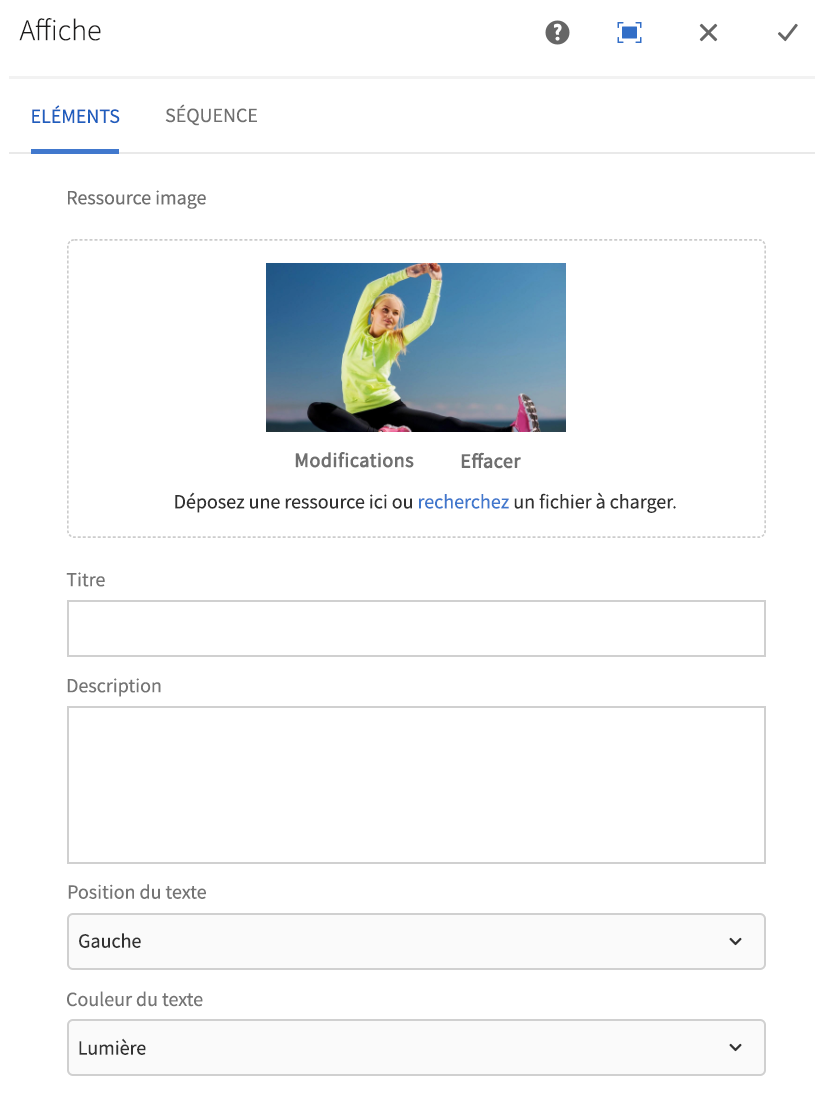 Affiche
ELÉMENTS SÉQUENCE
Ressource image
Modifications Effacer
Déposez une ressource ici ou recherchez un fichier à charger.
Titre
Description
Position du texte
Gauche
Couleur du texte
Lumière